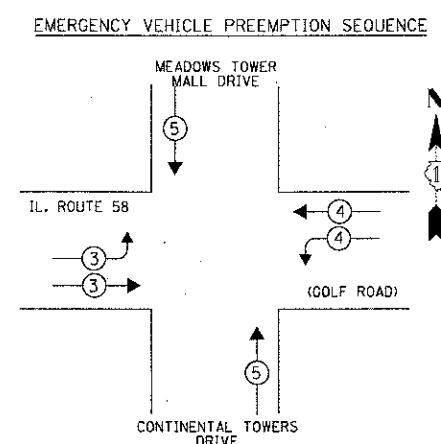 EMERGENCY VEHICLE PREEMPTION SEQUENCE
MEADOWS TOWER
MALL DRIVE
N
5
1
IL. ROUTE 58
4
4
3
3
(GOLF ROAD)
5
CONTINENTAL TOWERS
DRIVE